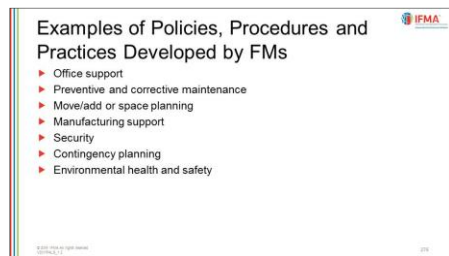 Examples of Policies, Procedures and
Practices Developed by FMs
IFMA
Office support
Preventive and corrective maintenance
Move/add or space planning
Manufacturing support
Security
Contingency planning
Environmental health and safety